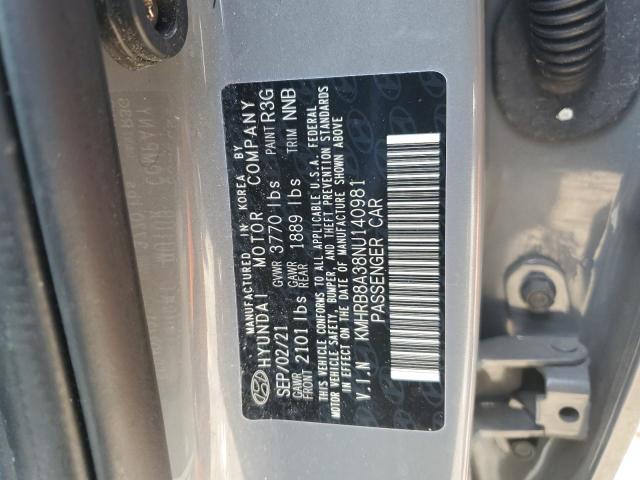 MANUFACTURED IN KOREA BY
HYUNDAI MOTOR COMPANY
SEP/02/21 GVWR 3770 lbs PAINT R3G
GAWR FRONT 2101 lbs GAWR REAR 1889 lbs TRIM NNB
THIS VEHICLE CONFORMS TO ALL APPLICABLE U.S.A. FEDERAL
MOTOR VEHICLE SAFETY, BUMPER, AND THEFT PREVENTION STANDARDS
IN EFFECT ON THE DATE OF MANUFACTURE SHOWN ABOVE
V.I.N KMHRB8A38NU140981
PASSENGER CAR